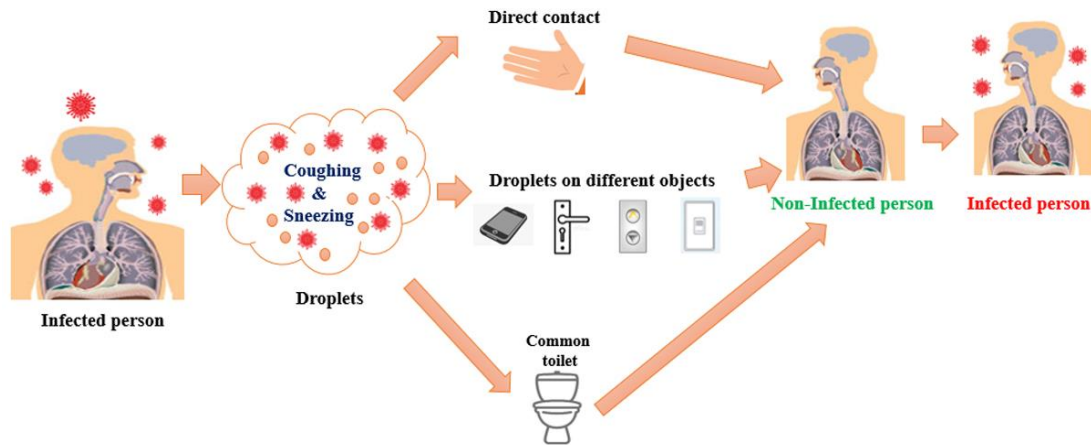 Direct contact
Coughing
&
Sneezing
Droplets on different objects
Non-Infected person
Infected person
Droplets
Infected person
Common
toilet